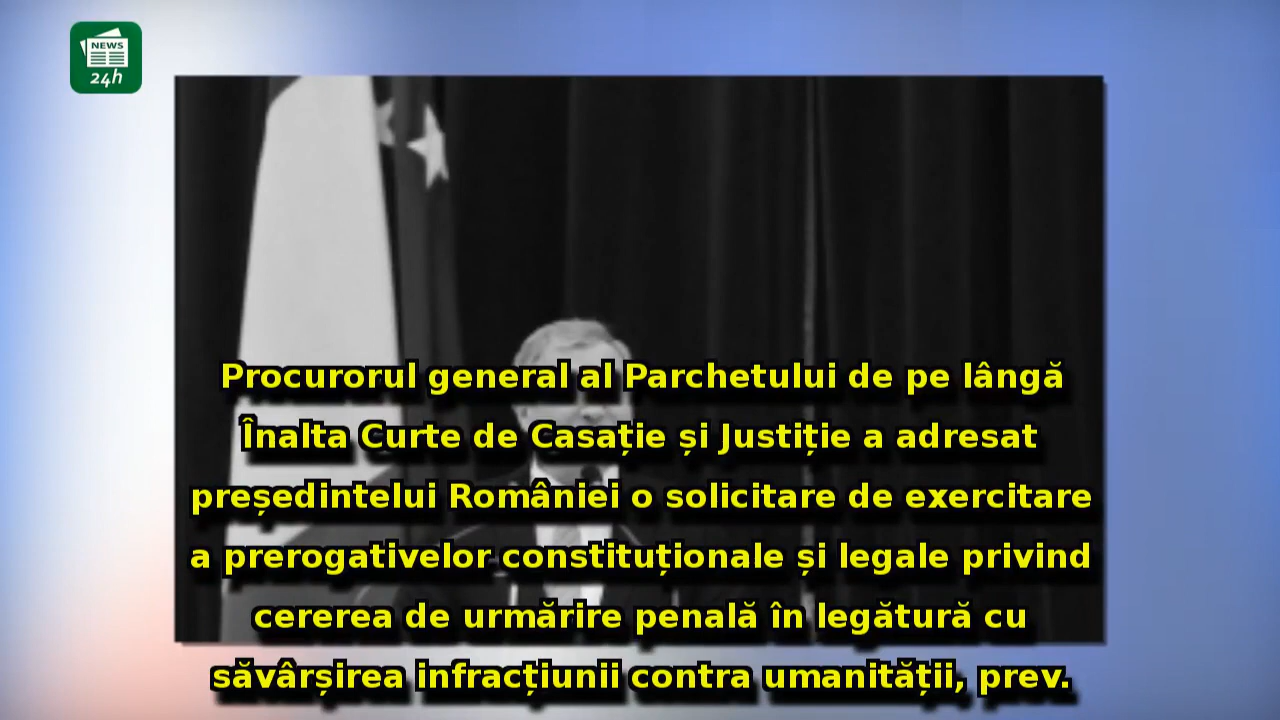 NEWS
24h
Procurorul general al Parchetului de pe lângă
Înalta Curte de Casație și Justiție a adresat
președintelui României o solicitare de exercitare
a prerogativelor constituționale și legale privind
cererea de urmărire penală în legătură cu
săvârșirea infracțiunii contra umanității, prev.